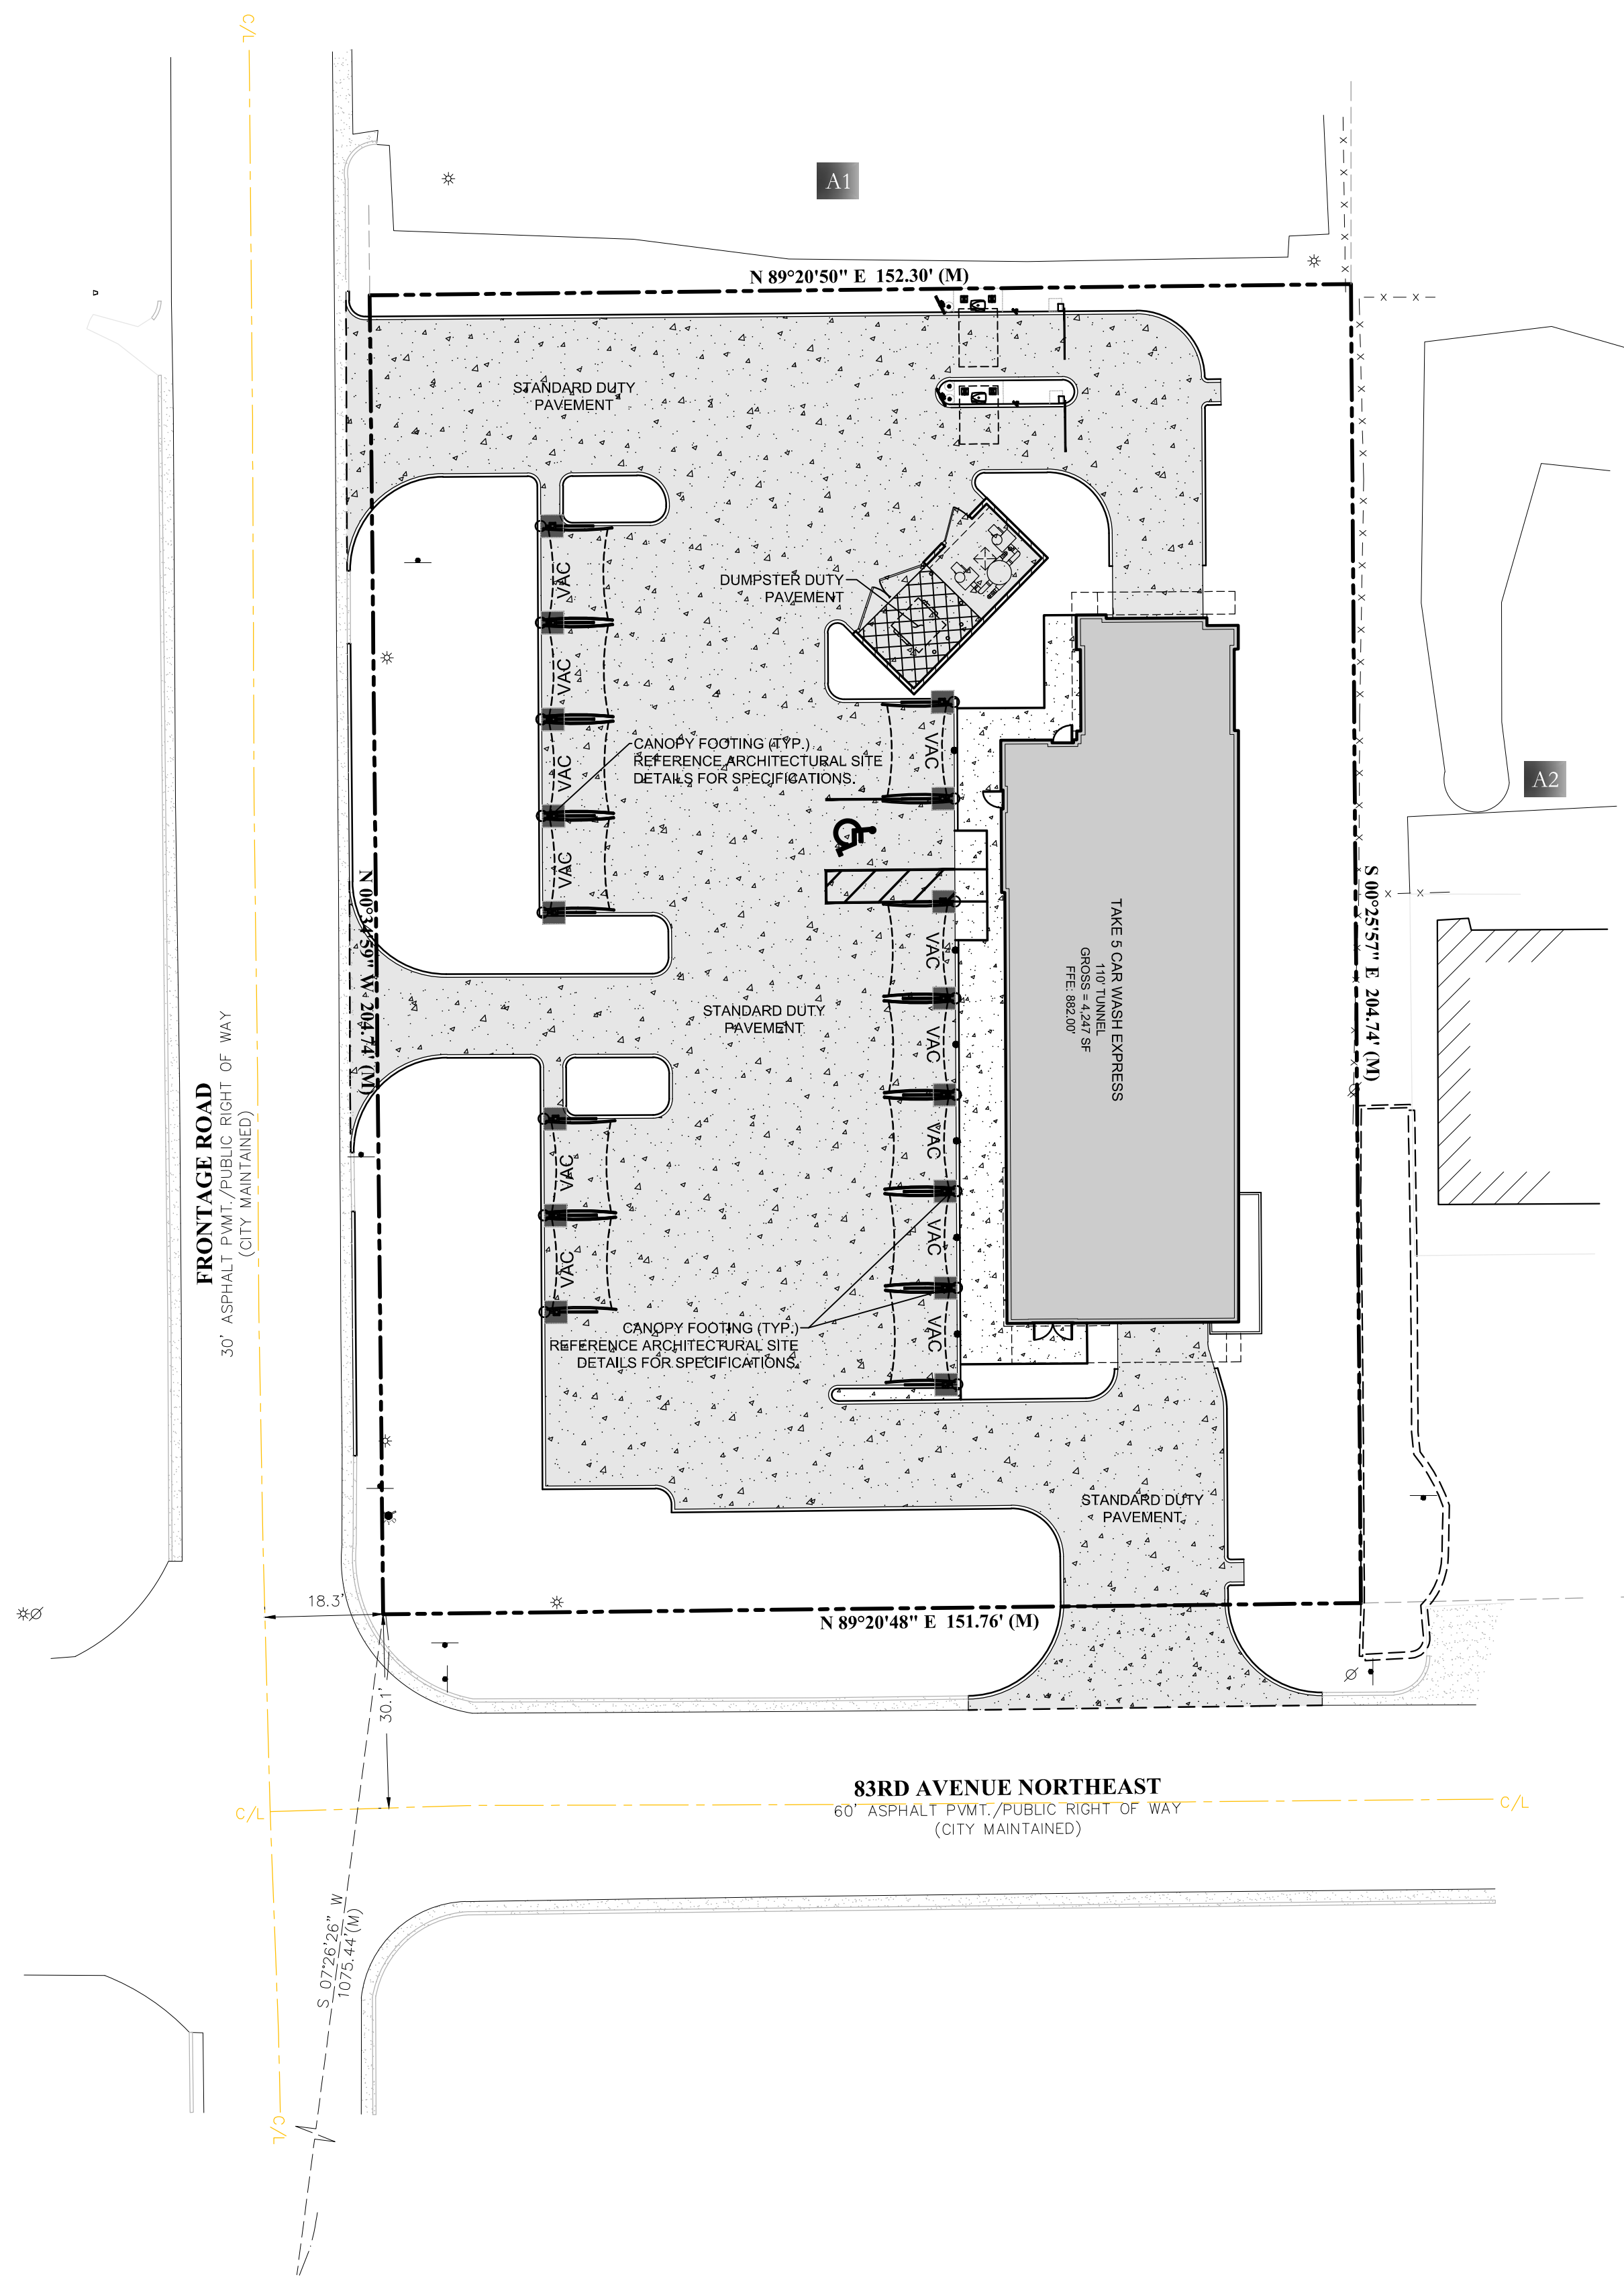 C/L
A1
N 89°20'50" E 152.30' (M)
STANDARD DUTY
PAVEMENT
DUMPSTER DUTY
PAVEMENT
VAC
VAC
VAC
VAC
VAC
CANOPY FOOTING (TYP.)
REFERENCE ARCHITECTURAL SITE
DETAILS FOR SPECIFICATIONS.
A2
N 00°34'59" W 204.74' (M)
S 00°25'57" E 204.74' (M)
TAKE 5 CAR WASH EXPRESS
110' TUNNEL
GROSS = 4,247 SF
FFE: 882.00'
VAC
VAC
VAC
VAC
VAC
STANDARD DUTY
PAVEMENT
FRONTAGE ROAD
30' ASPHALT PVMT./PUBLIC RIGHT OF WAY
(CITY MAINTAINED)
VAC
VAC
CANOPY FOOTING (TYP.)
REFERENCE ARCHITECTURAL SITE
DETAILS FOR SPECIFICATIONS.
STANDARD DUTY
PAVEMENT
18.3'
N 89°20'48" E 151.76' (M)
30.1'
83RD AVENUE NORTHEAST
60' ASPHALT PVMT./PUBLIC RIGHT OF WAY
(CITY MAINTAINED)
C/L
C/L
S 07°26'26" W
1075.44'(M)
C/L